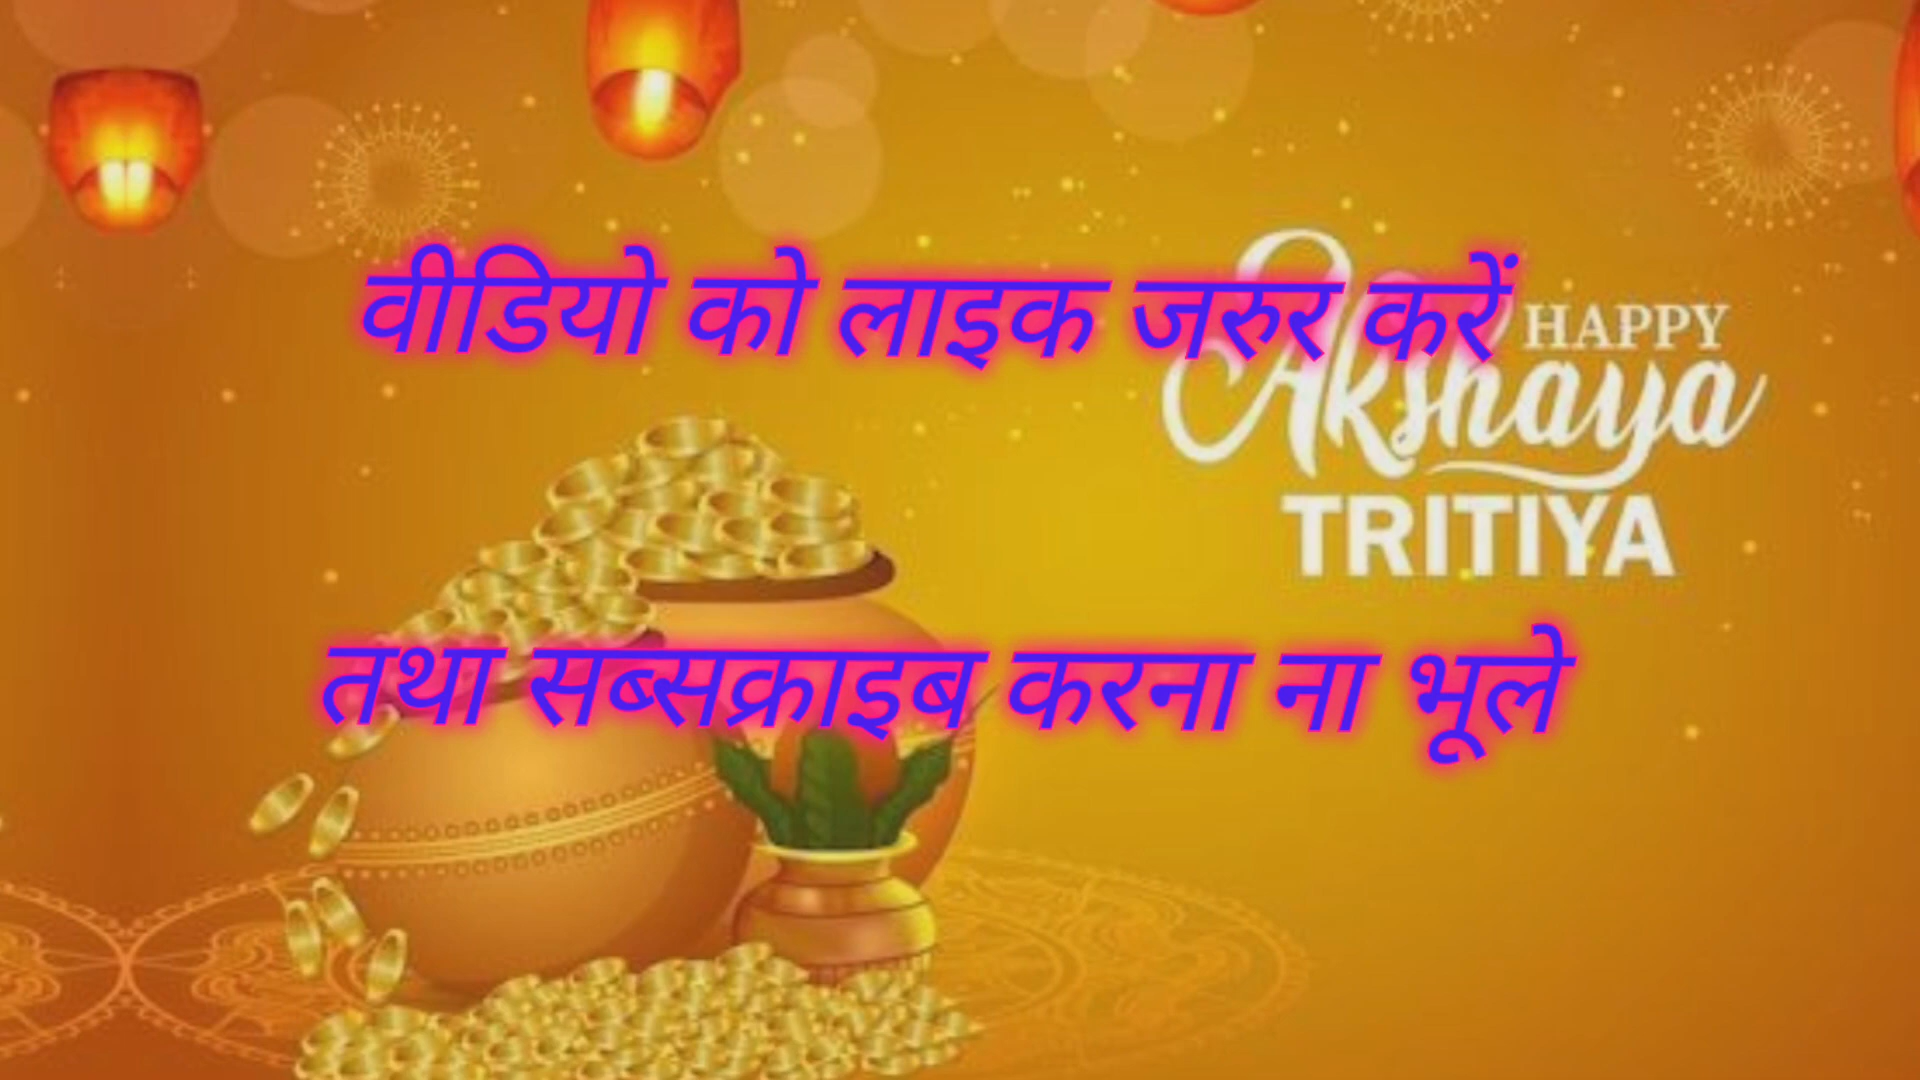 वीडियो को लाइक जरुर करें
HAPPY
Akshaya
TRITIYA
तथा सब्सक्राइब करना ना भूले